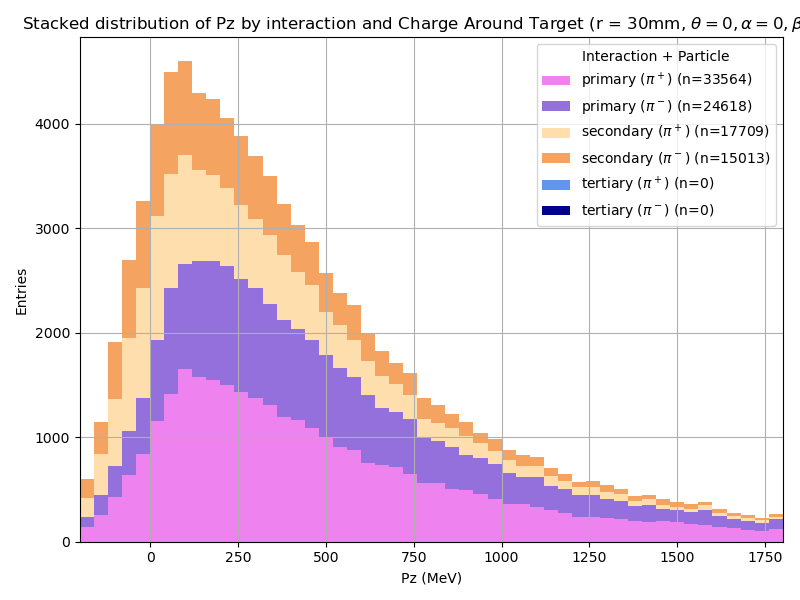 Stacked distribution of Pz by interaction and Charge Around Target (r = 30mm, θ = 0, α = 0, β
Interaction + Particle
primary (π⁺) (n=33564)
primary (π⁻) (n=24618)
secondary (π⁺) (n=17709)
secondary (π⁻) (n=15013)
tertiary (π⁺) (n=0)
tertiary (π⁻) (n=0)
Entries
4000
3000
2000
1000
0
0 250 500 750 1000 1250 1500 1750
Pz (MeV)